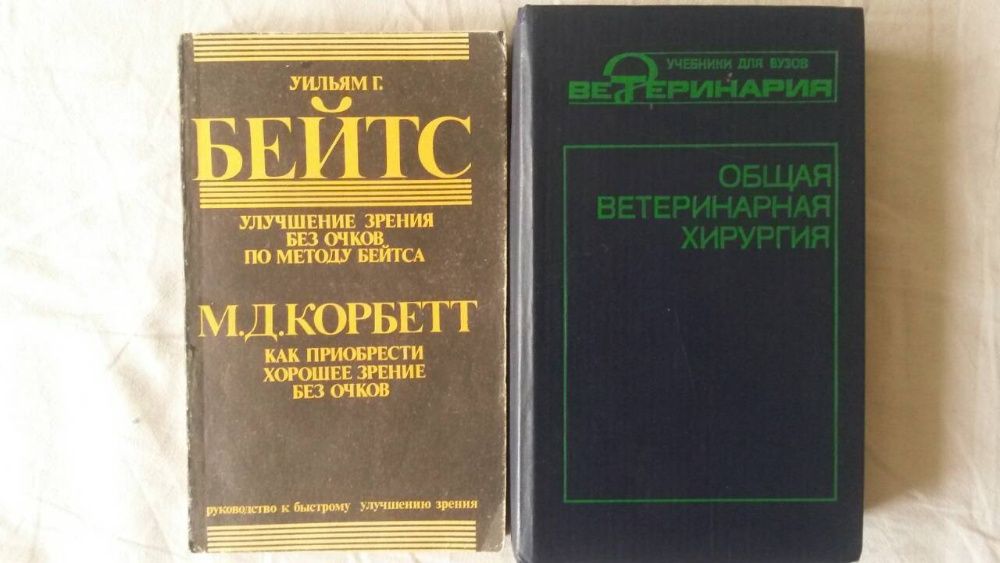 УИЛЬЯМ Г.
БЕЙТС
УЛУЧШЕНИЕ ЗРЕНИЯ
БЕЗ ОЧКОВ
ПО МЕТОДУ БЕЙТСА
М.Д.КОРБЕТТ
КАК ПРИОБРЕСТИ
ХОРОШЕЕ ЗРЕНИЕ
БЕЗ ОЧКОВ
руководство к быстрому улучшению зрения
УЧЕБНИКИ ДЛЯ ВУЗОВ
ВЕТЕРИНАРИЯ
ОБЩАЯ
ВЕТЕРИНАРНАЯ
ХИРУРГИЯ